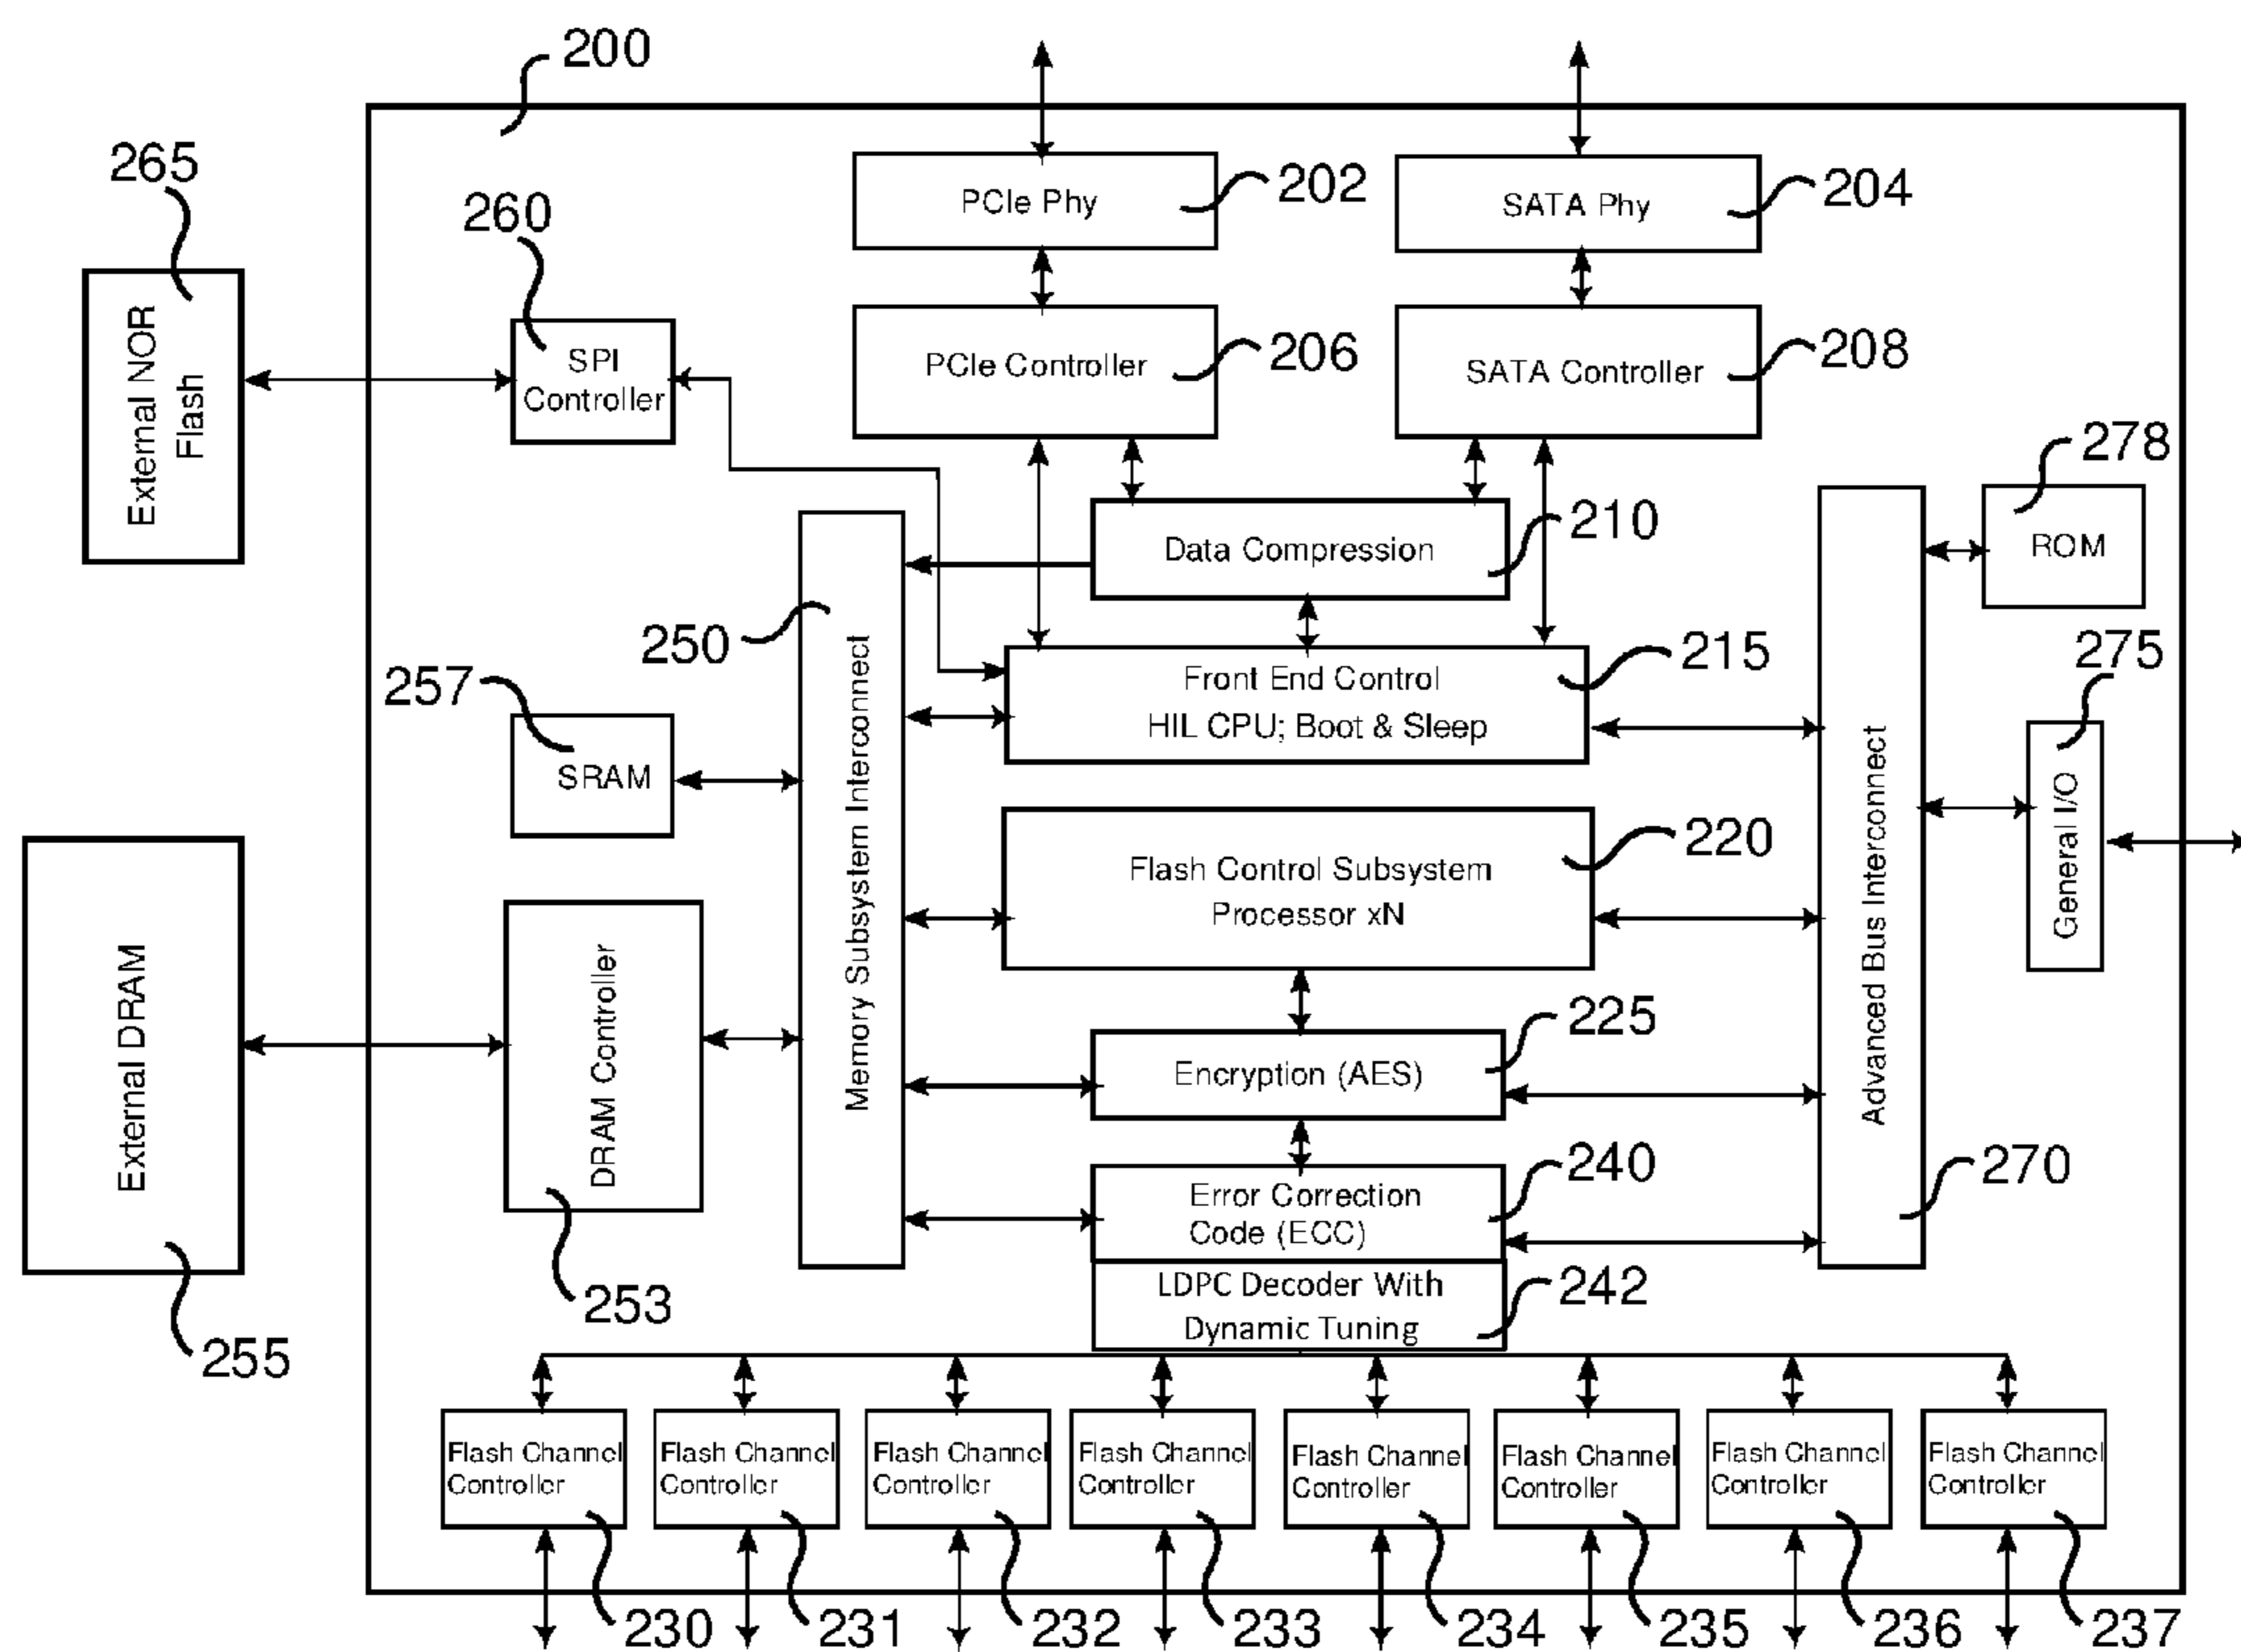 200
265
260
PCIe Phy
202
SATA Phy
204
External NOR
Flash
SPI
Controller
PCIe Controller
206
SATA Controller
208
278
ROM
Data Compression
210
250
257
SRAM
Memory Subsystem Interconnect
Front End Control
HIL CPU; Boot & Sleep
215
275
General I/O
Advanced Bus Interconnect
270
Flash Control Subsystem
Processor xN
220
External DRAM
255
DRAM Controller
253
Encryption (AES)
225
Error Correction
Code (ECC)
240
LDPC Decoder With
Dynamic Tuning
242
Flash Channel
Controller
Flash Channel
Controller
Flash Channel
Controller
Flash Channel
Controller
Flash Channel
Controller
Flash Channel
Controller
Flash Channel
Controller
Flash Channel
Controller
230
231
232
233
234
235
236
237